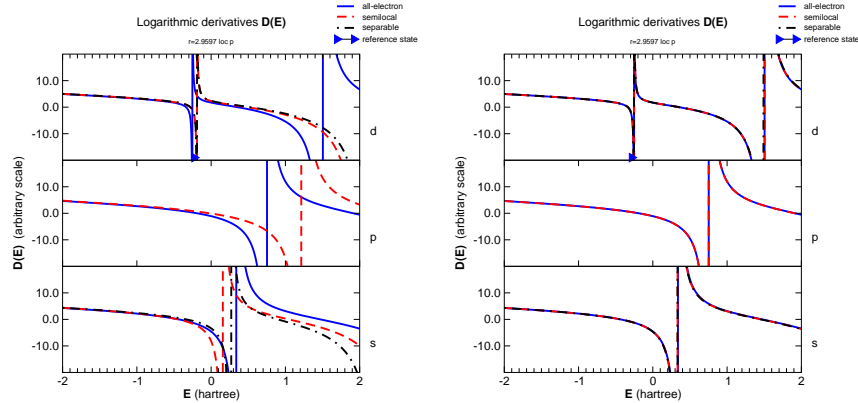 Logarithmic derivatives D(E)
r=2.9597 loc p
all-electron
semilocal
separable
reference state
10.0
0.0
-10.0
d
10.0
0.0
-10.0
p
10.0
0.0
-10.0
s
D(E) (arbitrary scale)
-2 -1 0 1 2
E (hartree)
Logarithmic derivatives D(E)
r=2.9597 loc p
all-electron
semilocal
separable
reference state
10.0
0.0
-10.0
d
10.0
0.0
-10.0
p
10.0
0.0
-10.0
s
D(E) (arbitrary scale)
-2 -1 0 1 2
E (hartree)